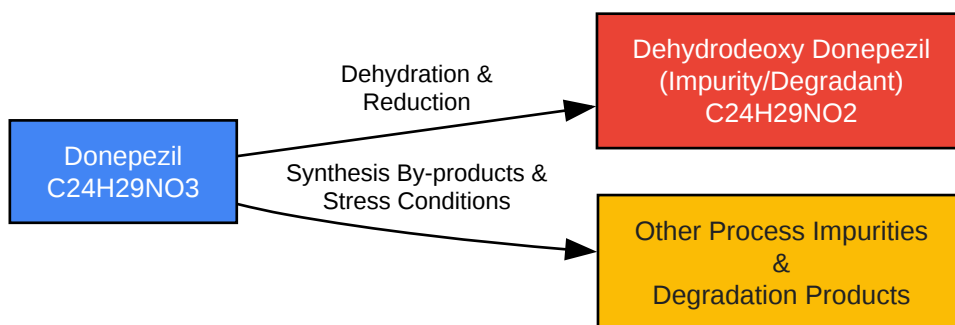 Donepezil
C24H29NO3
Dehydration &
Reduction
Synthesis By-products &
Stress Conditions
Dehydrodeoxy Donepezil
(Impurity/Degradant)
C24H29NO2
Other Process Impurities
&
Degradation Products